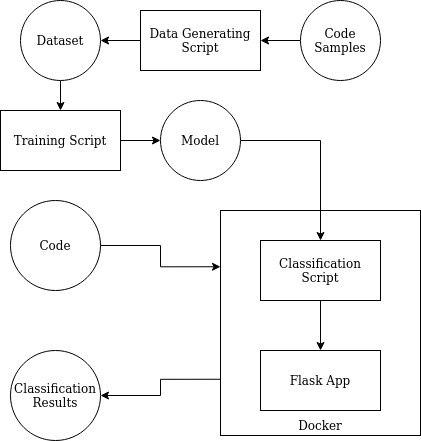 Dataset
Data Generating
Script
Code
Samples
Training Script
Model
Code
Classification
Script
Classification
Results
Flask App
Docker